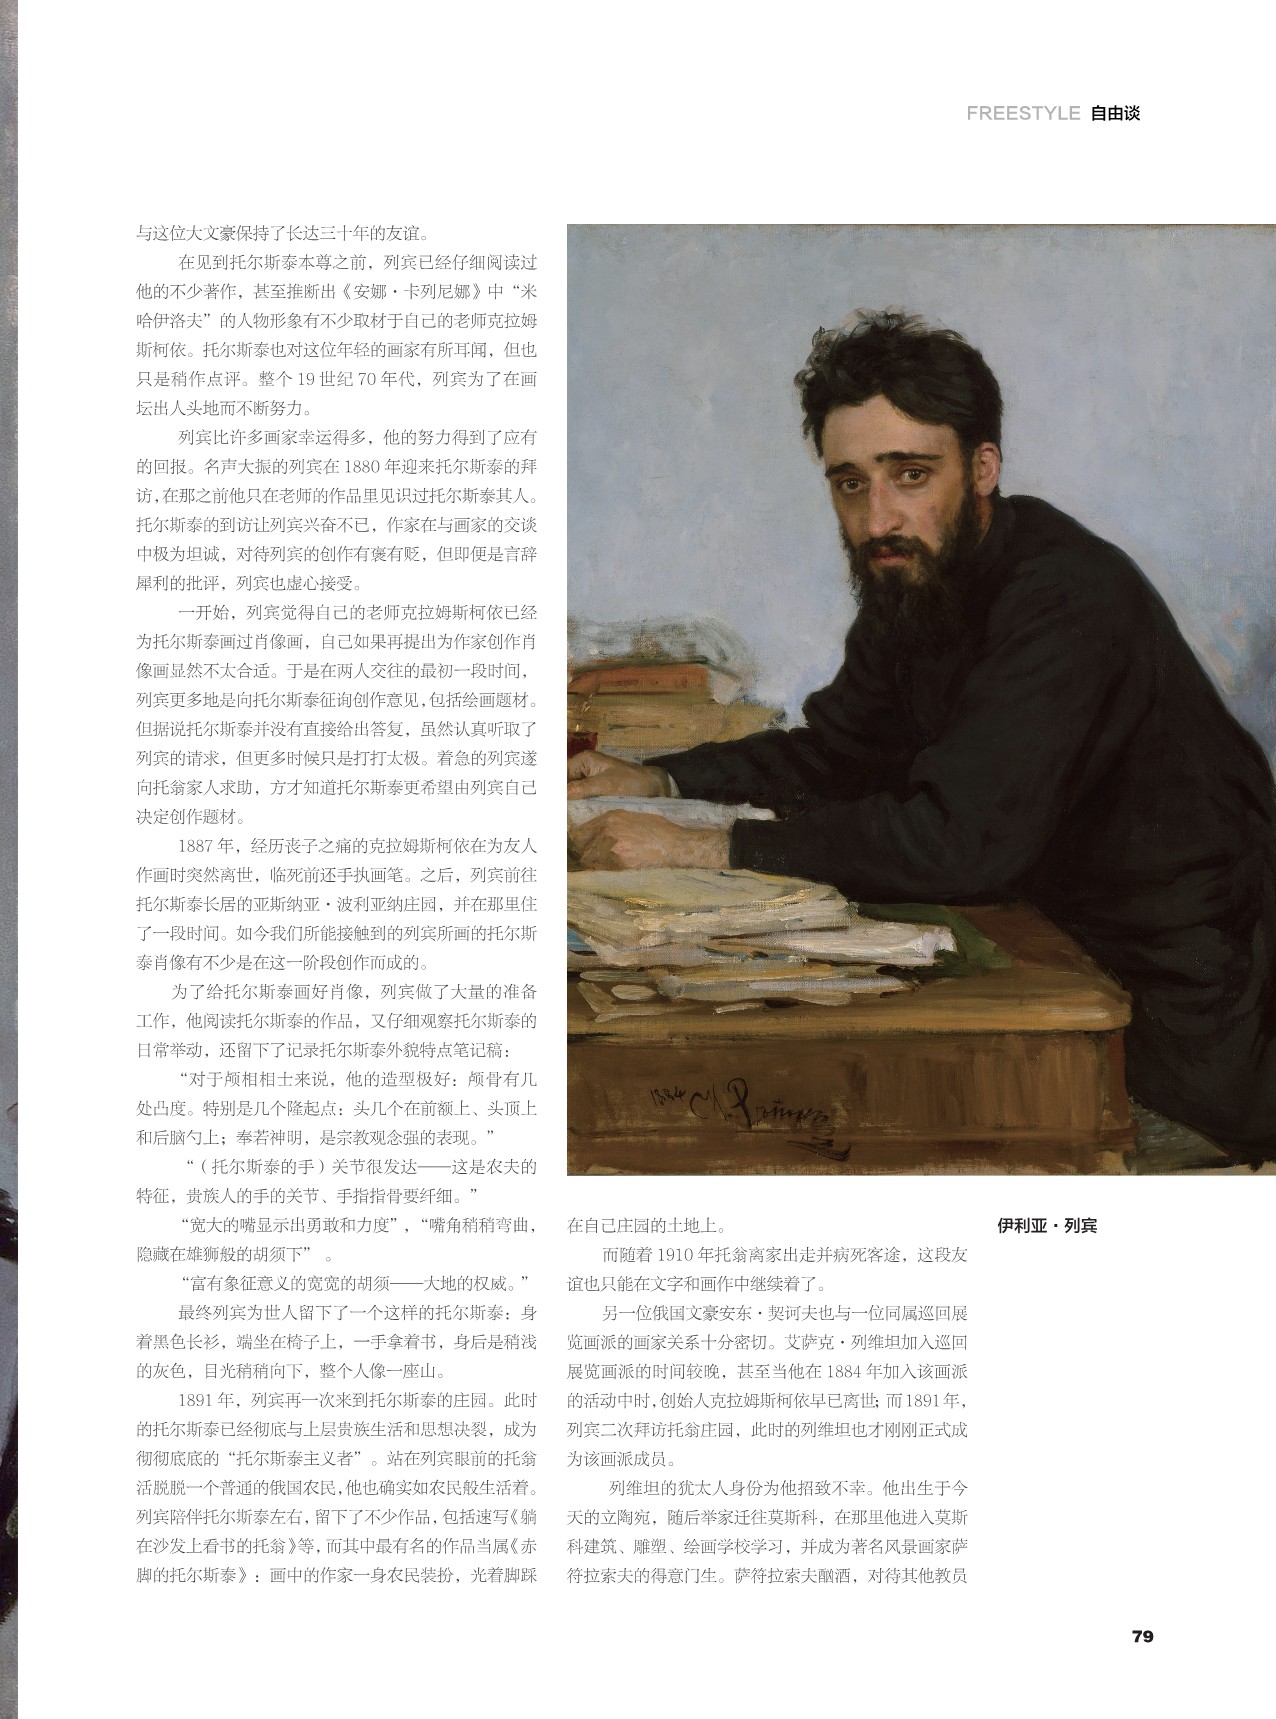 FREESTYLE 自由谈
与这位大文豪保持了长达三十年的友谊。
在见到托尔斯泰本尊之前，列宾已经仔细阅读过
他的不少著作，甚至推断出《安娜·卡列尼娜》中“米
哈伊洛夫”的人物形象有不少取材于自己的老师克拉姆
斯柯依。托尔斯泰也对这位年轻的画家有所耳闻，但也
只是稍作点评。整个 19 世纪 70 年代，列宾为了在画
坛出人头地而不断努力。
列宾比许多画家幸运得多，他的努力得到了应有
的回报。名声大振的列宾在 1880 年迎来托尔斯泰的拜
访，在那之前他只在老师的作品里见识过托尔斯泰其人。
托尔斯泰的到访让列宾兴奋不已，作家在与画家的交谈
中极为坦诚，对待列宾的创作有褒有贬，但即便是言辞
犀利的批评，列宾也虚心接受。
一开始，列宾觉得自己的老师克拉姆斯柯依已经
为托尔斯泰画过肖像画，自己如果再提出为作家创作肖
像画显然不太合适。于是在两人交往的最初一段时间，
列宾更多地是向托尔斯泰征询创作意见，包括绘画题材。
但据说托尔斯泰并没有直接给出答复，虽然认真听取了
列宾的请求，但更多时候只是打打太极。着急的列宾遂
向托翁家人求助，方才知道托尔斯泰更希望由列宾自己
决定创作题材。
1887 年，经历丧子之痛的克拉姆斯柯依在为友人
作画时突然离世，临死前还手执画笔。之后，列宾前往
托尔斯泰长居的亚斯纳亚·波利亚纳庄园，并在那里住
了一段时间。如今我们所能接触到的列宾所画的托尔斯
泰肖像有不少是在这一阶段创作而成的。
为了给托尔斯泰画好肖像，列宾做了大量的准备
工作，他阅读托尔斯泰的作品，又仔细观察托尔斯泰的
日常举动，还留下了记录托尔斯泰外貌特点笔记稿：
“对于颅相相士来说，他的造型极好：颅骨有几
处凸度。特别是几个隆起点：头几个在前额上、头顶上
和后脑勺上；奉若神明，是宗教观念强的表现。”
“（托尔斯泰的手）关节很发达——这是农夫的
特征，贵族人的手的关节、手指指骨要纤细。”
“宽大的嘴显示出勇敢和力度”，“嘴角稍稍弯曲，
隐藏在雄狮般的胡须下” 。
“富有象征意义的宽宽的胡须——大地的权威。”
最终列宾为世人留下了一个这样的托尔斯泰：身
着黑色长衫，端坐在椅子上，一手拿着书，身后是稍浅
的灰色，目光稍稍向下，整个人像一座山。
1891 年，列宾再一次来到托尔斯泰的庄园。此时
的托尔斯泰已经彻底与上层贵族生活和思想决裂，成为
彻彻底底的“托尔斯泰主义者”。站在列宾眼前的托翁
活脱脱一个普通的俄国农民，他也确实如农民般生活着。
列宾陪伴托尔斯泰左右，留下了不少作品，包括速写《躺
在沙发上看书的托翁》等，而其中最有名的作品当属《赤
脚的托尔斯泰》：画中的作家一身农民装扮，光着脚踩
1884 И. Репин
在自己庄园的土地上。
而随着 1910 年托翁离家出走并病死客途，这段友
谊也只能在文字和画作中继续着了。
另一位俄国文豪安东·契诃夫也与一位同属巡回展
览画派的画家关系十分密切。艾萨克·列维坦加入巡回
展览画派的时间较晚，甚至当他在 1884 年加入该画派
的活动中时，创始人克拉姆斯柯依早已离世；而1891年，
列宾二次拜访托翁庄园，此时的列维坦也才刚刚正式成
为该画派成员。
列维坦的犹太人身份为他招致不幸。他出生于今
天的立陶宛，随后举家迁往莫斯科，在那里他进入莫斯
科建筑、雕塑、绘画学校学习，并成为著名风景画家萨
符拉索夫的得意门生。萨符拉索夫酗酒，对待其他教员
伊利亚·列宾
79